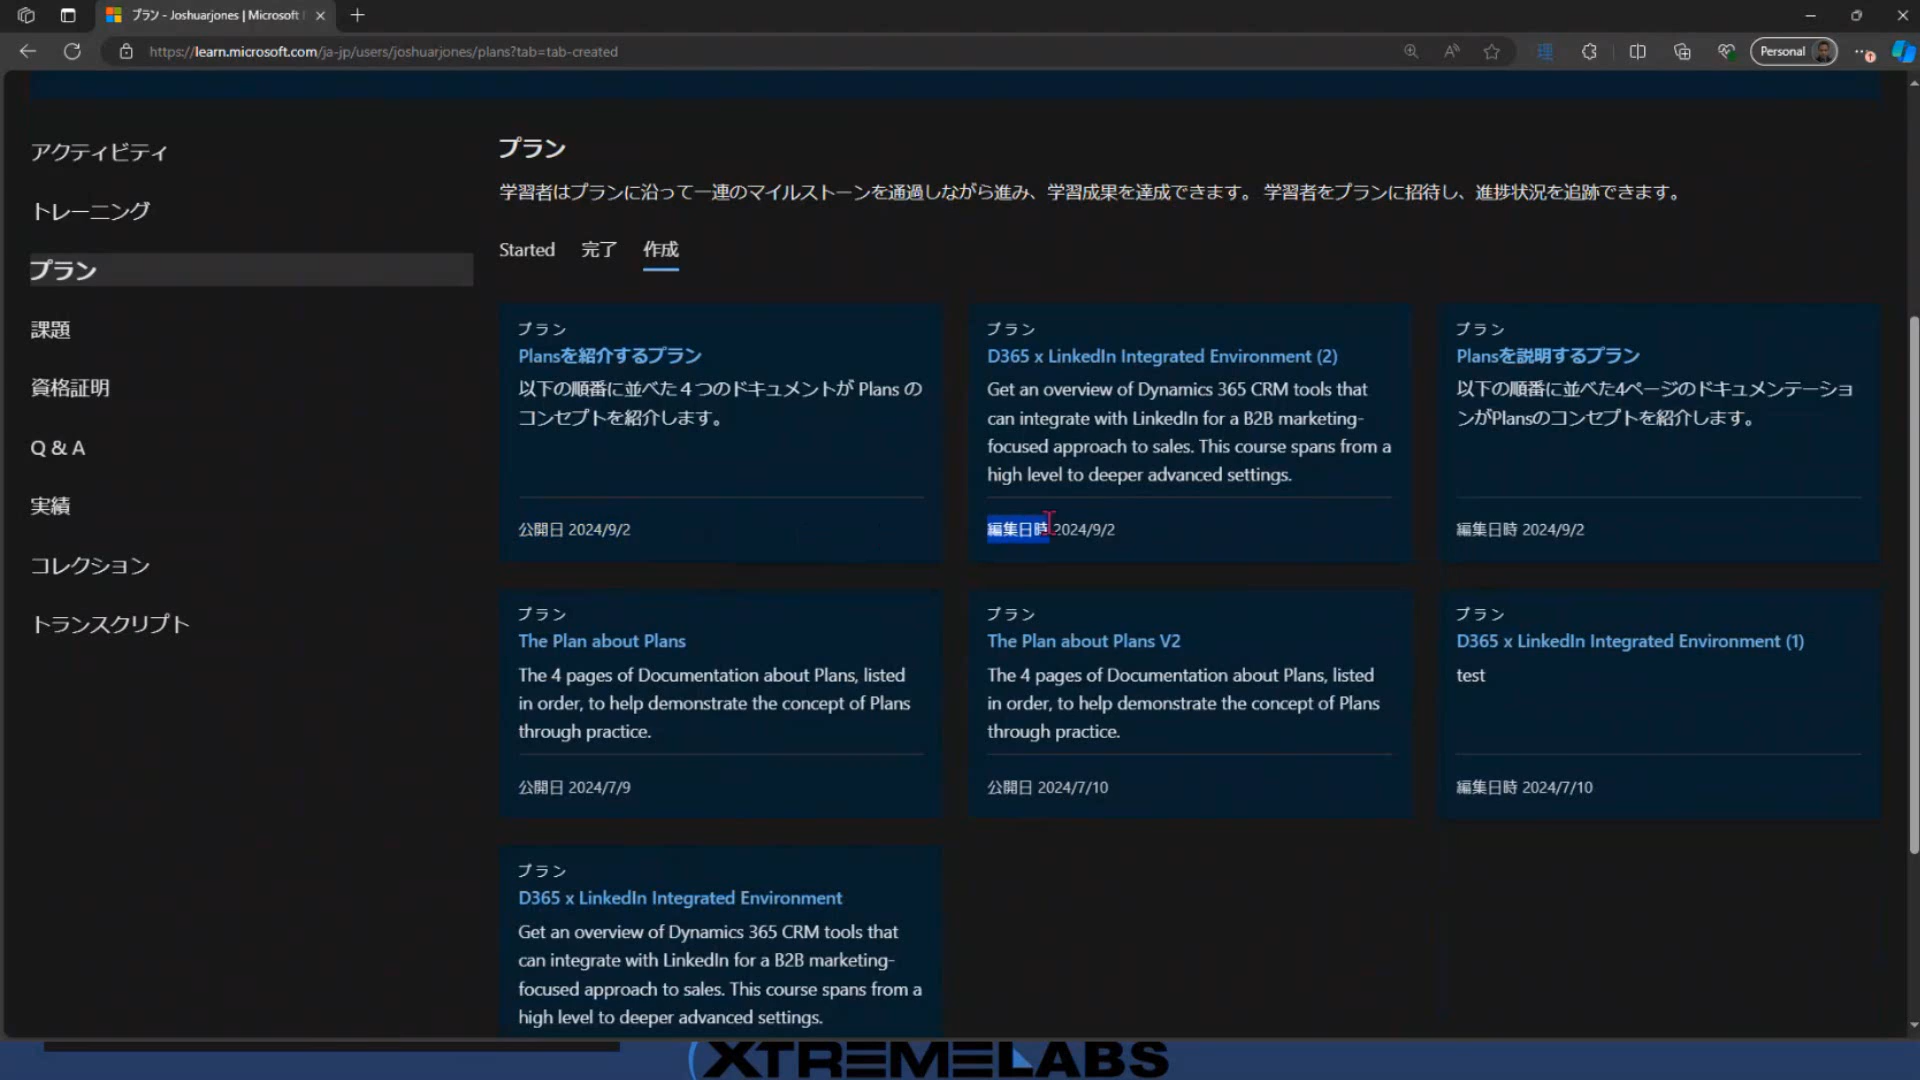 プラン - Joshuarjones | Microsoft
https://learn.microsoft.com/ja-jp/users/joshuarjones/plans?tab=tab-created
Personal
アクティビティ
トレーニング
プラン
課題
資格証明
Q & A
実績
コレクション
トランスクリプト
プラン
学習者はプランに沿って一連のマイルストーンを通過しながら進み、学習成果を達成できます。 学習者をプランに招待し、進捗状況を追跡できます。
Started 完了 作成
プラン
Plansを紹介するプラン
以下の順番に並べた４つのドキュメントが Plans の
コンセプトを紹介します。
公開日 2024/9/2
プラン
D365 x LinkedIn Integrated Environment (2)
Get an overview of Dynamics 365 CRM tools that
can integrate with LinkedIn for a B2B marketing-
focused approach to sales. This course spans from a
high level to deeper advanced settings.
編集日時 2024/9/2
プラン
Plansを説明するプラン
以下の順番に並べた4ページのドキュメンテーショ
ンがPlansのコンセプトを紹介します。
編集日時 2024/9/2
プラン
The Plan about Plans
The 4 pages of Documentation about Plans, listed
in order, to help demonstrate the concept of Plans
through practice.
公開日 2024/7/9
プラン
The Plan about Plans V2
The 4 pages of Documentation about Plans, listed
in order, to help demonstrate the concept of Plans
through practice.
公開日 2024/7/10
プラン
D365 x LinkedIn Integrated Environment (1)
test
編集日時 2024/7/10
プラン
D365 x LinkedIn Integrated Environment
Get an overview of Dynamics 365 CRM tools that
can integrate with LinkedIn for a B2B marketing-
focused approach to sales. This course spans from a
high level to deeper advanced settings.
XTREMELABS